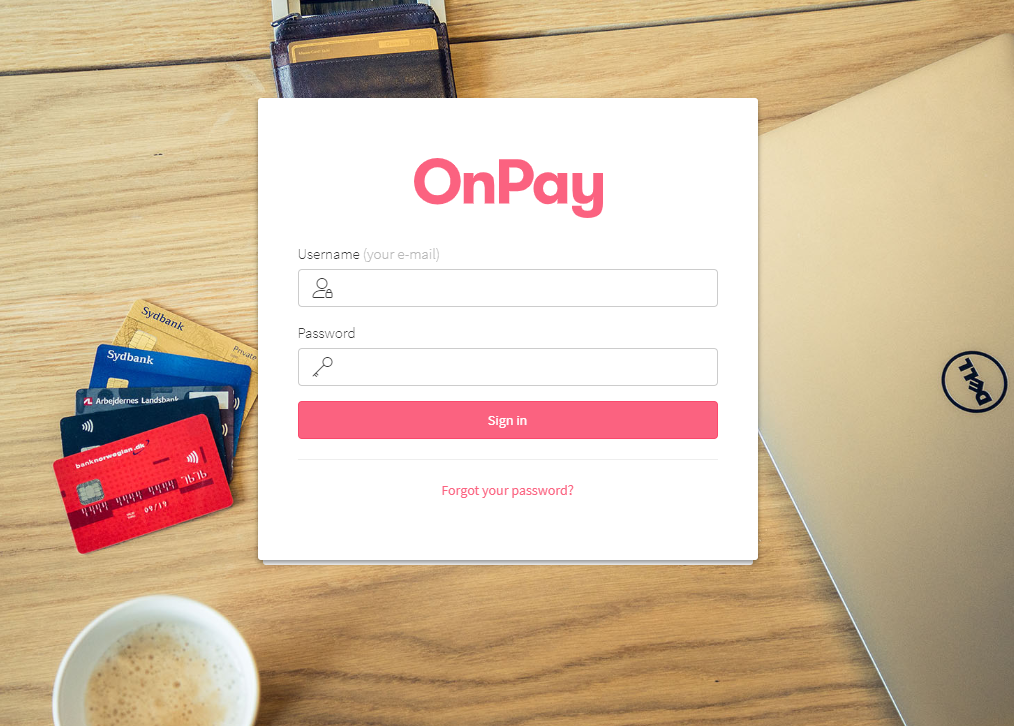 OnPay
Username (your e-mail)
Password
Sign in
Forgot your password?
Sydbank
Private
Sydbank
Arbejdernes Landsbank
banknorwegian.dk
09/19
DELL